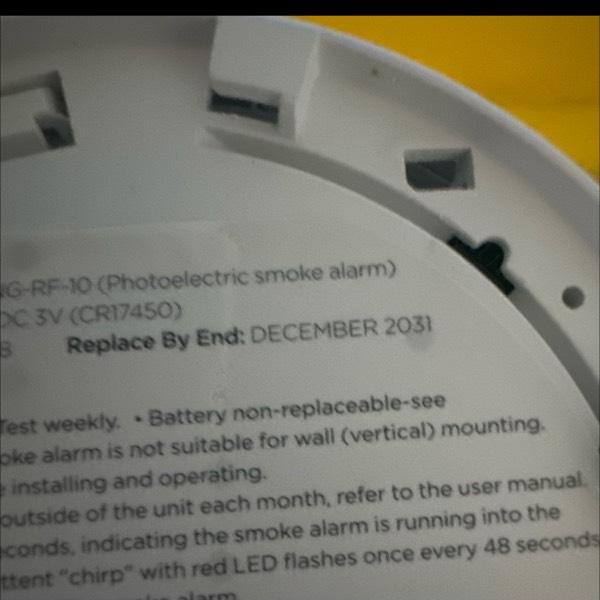 NG-RF-10 (Photoelectric smoke alarm)
DC 3V (CR17450)
Replace By End: DECEMBER 2031
Test weekly. • Battery non-replaceable-see
oke alarm is not suitable for wall (vertical) mounting.
e installing and operating.
outside of the unit each month, refer to the user manual.
econds, indicating the smoke alarm is running into the
ttent "chirp" with red LED flashes once every 48 seconds
alarm